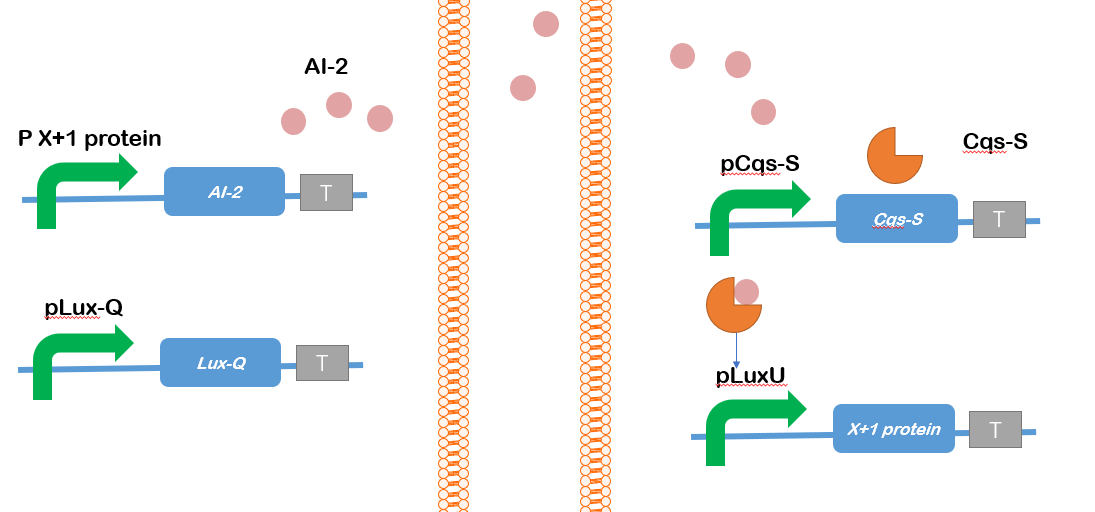 AI-2
P X+1 protein
AI-2
T
pLux-Q
Lux-Q
T
Cqs-S
pCqs-S
Cqs-S
T
pLuxU
X+1 protein
T